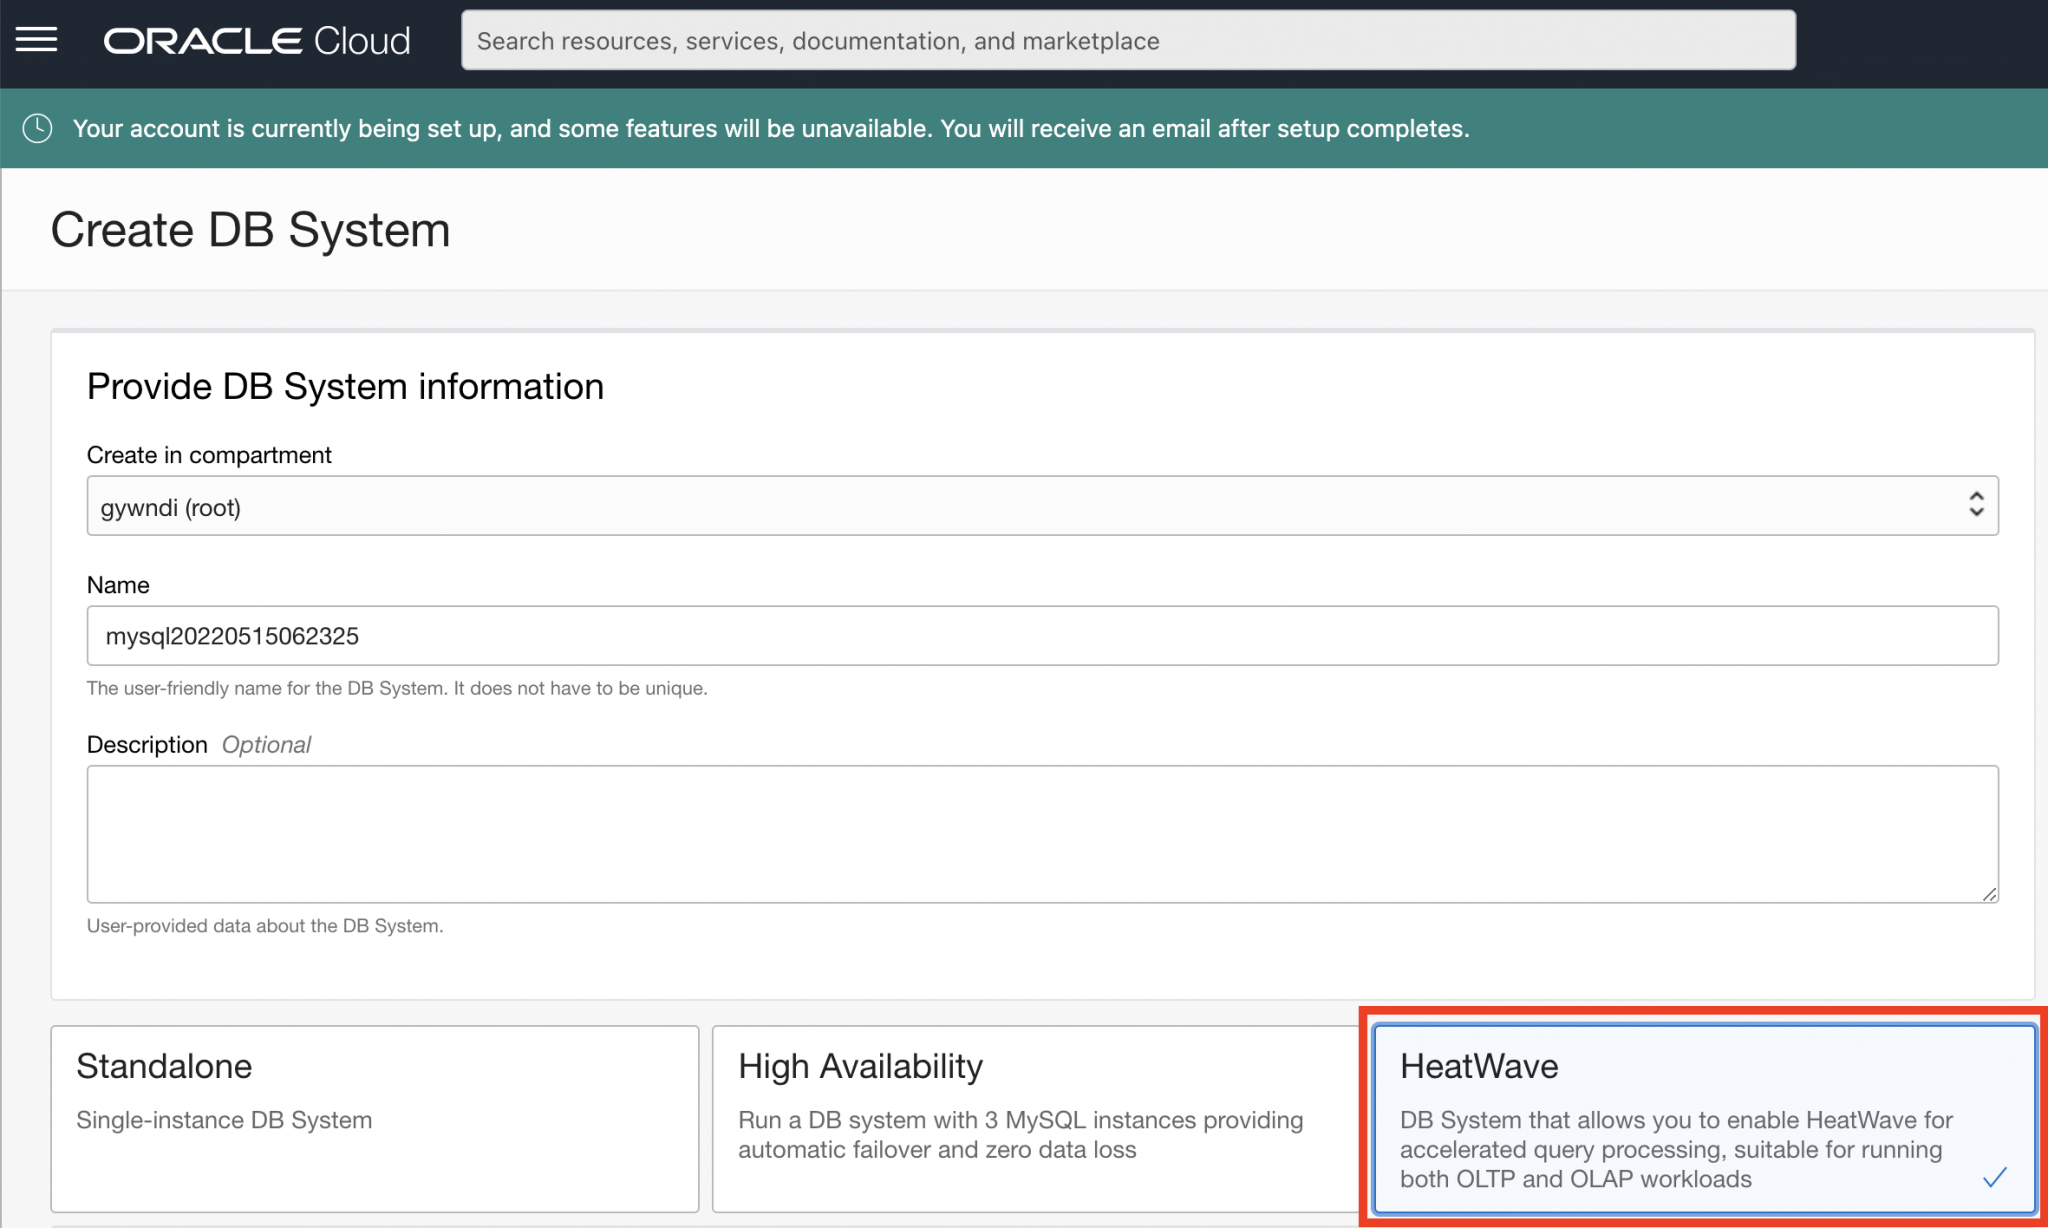 ORACLE Cloud
Search resources, services, documentation, and marketplace
Your account is currently being set up, and some features will be unavailable. You will receive an email after setup completes.
Create DB System
Provide DB System information
Create in compartment
gywndi (root)
Name
mysql20220515062325
The user-friendly name for the DB System. It does not have to be unique.
Description Optional
User-provided data about the DB System.
Standalone
Single-instance DB System
High Availability
Run a DB system with 3 MySQL instances providing
automatic failover and zero data loss
HeatWave
DB System that allows you to enable HeatWave for
accelerated query processing, suitable for running
both OLTP and OLAP workloads